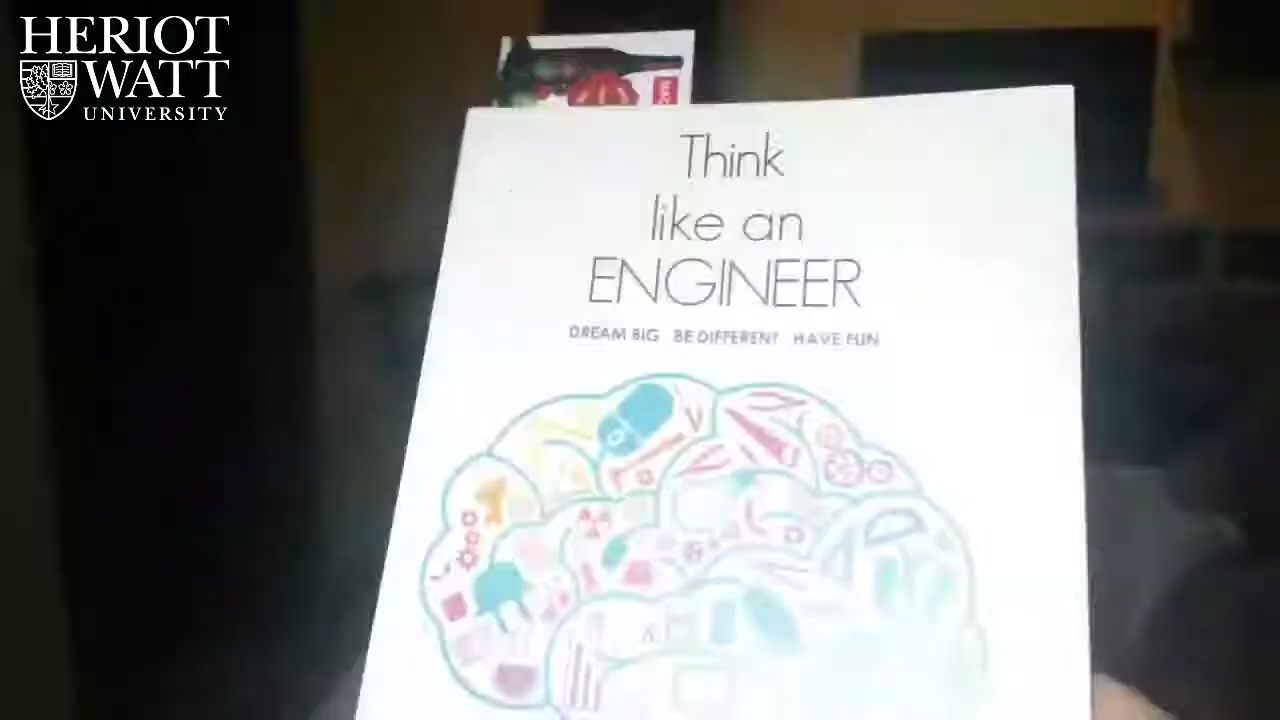 HERIOT
WATT
UNIVERSITY
Think
like an
ENGINEER
DREAM BIG BE DIFFERENT HAVE FUN